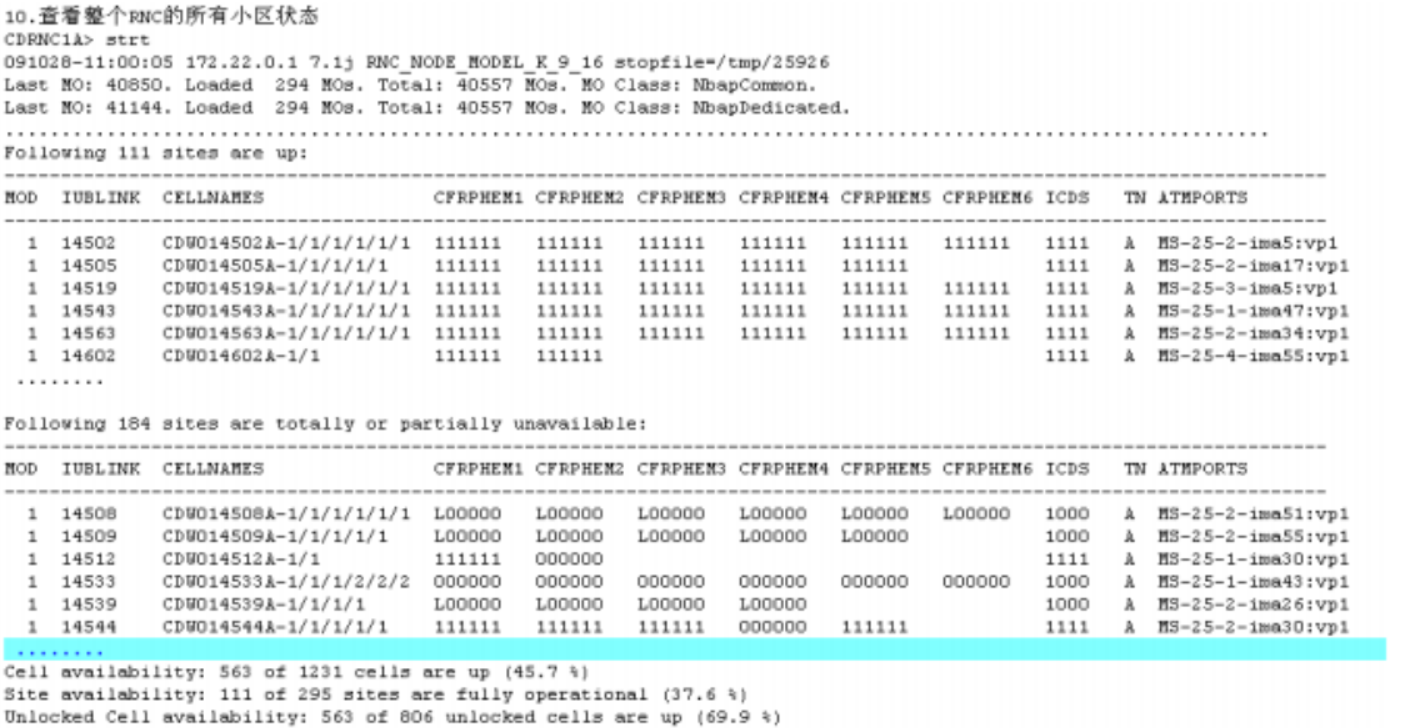 10.查看整个RNC的所有小区状态
CDRNC1A> strt
091028-11:00:05 172.22.0.1 7.1j RNC_NODE_MODEL_K_9_16 stopfile=/tmp/25926
Last MO: 40850. Loaded  294 MOs. Total: 40557 MOs. MO Class: NbapCommon.
Last MO: 41144. Loaded  294 MOs. Total: 40557 MOs. MO Class: NbapDedicated.
................................................................................................................
Following 111 sites are up:
---------------------------------------------------------------------------------------------------------------------
MOD  IUBLINK  CELLNAMES               CFRPHEM1 CFRPHEM2 CFRPHEM3 CFRPHEM4 CFRPHEM5 CFRPHEM6 ICDS   TN ATMPORTS
---------------------------------------------------------------------------------------------------------------------
  1  14502    CDW014502A-1/1/1/1/1/1  111111   111111   111111   111111   111111   111111   1111   A  MS-25-2-ima5:vp1
  1  14505    CDW014505A-1/1/1/1/1    111111   111111   111111   111111   111111            1111   A  MS-25-2-ima17:vp1
  1  14519    CDW014519A-1/1/1/1/1/1  111111   111111   111111   111111   111111   111111   1111   A  MS-25-3-ima5:vp1
  1  14543    CDW014543A-1/1/1/1/1/1  111111   111111   111111   111111   111111   111111   1111   A  MS-25-1-ima47:vp1
  1  14563    CDW014563A-1/1/1/1/1/1  111111   111111   111111   111111   111111   111111   1111   A  MS-25-2-ima34:vp1
  1  14602    CDW014602A-1/1          111111   111111                                       1111   A  MS-25-4-ima55:vp1
 ........
Following 184 sites are totally or partially unavailable:
---------------------------------------------------------------------------------------------------------------------
MOD  IUBLINK  CELLNAMES               CFRPHEM1 CFRPHEM2 CFRPHEM3 CFRPHEM4 CFRPHEM5 CFRPHEM6 ICDS   TN ATMPORTS
---------------------------------------------------------------------------------------------------------------------
  1  14508    CDW014508A-1/1/1/1/1/1  L00000   L00000   L00000   L00000   L00000   L00000   1000   A  MS-25-2-ima51:vp1
  1  14509    CDW014509A-1/1/1/1/1    L00000   L00000   L00000   L00000   L00000            1000   A  MS-25-2-ima55:vp1
  1  14512    CDW014512A-1/1          111111   000000                                       1111   A  MS-25-1-ima30:vp1
  1  14533    CDW014533A-1/1/1/2/2/2  000000   000000   000000   000000   000000   000000   1000   A  MS-25-1-ima43:vp1
  1  14539    CDW014539A-1/1/1/1      L00000   L00000   L00000   L00000                     1000   A  MS-25-2-ima26:vp1
  1  14544    CDW014544A-1/1/1/1/1    111111   111111   111111   000000   111111            1111   A  MS-25-2-ima30:vp1
 ........
Cell availability: 563 of 1231 cells are up (45.7 %)
Site availability: 111 of 295 sites are fully operational (37.6 %)
Unlocked Cell availability: 563 of 806 unlocked cells are up (69.9 %)